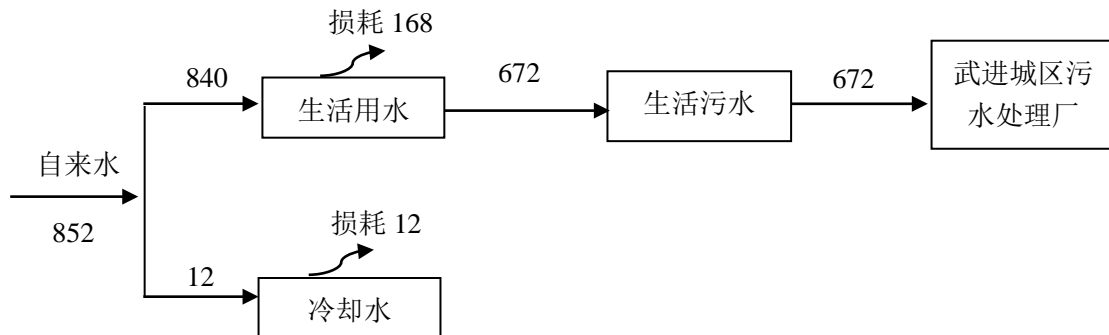 损耗 168
840
生活用水
672
生活污水
672
武进城区污
水处理厂
自来水
852
损耗 12
12
冷却水